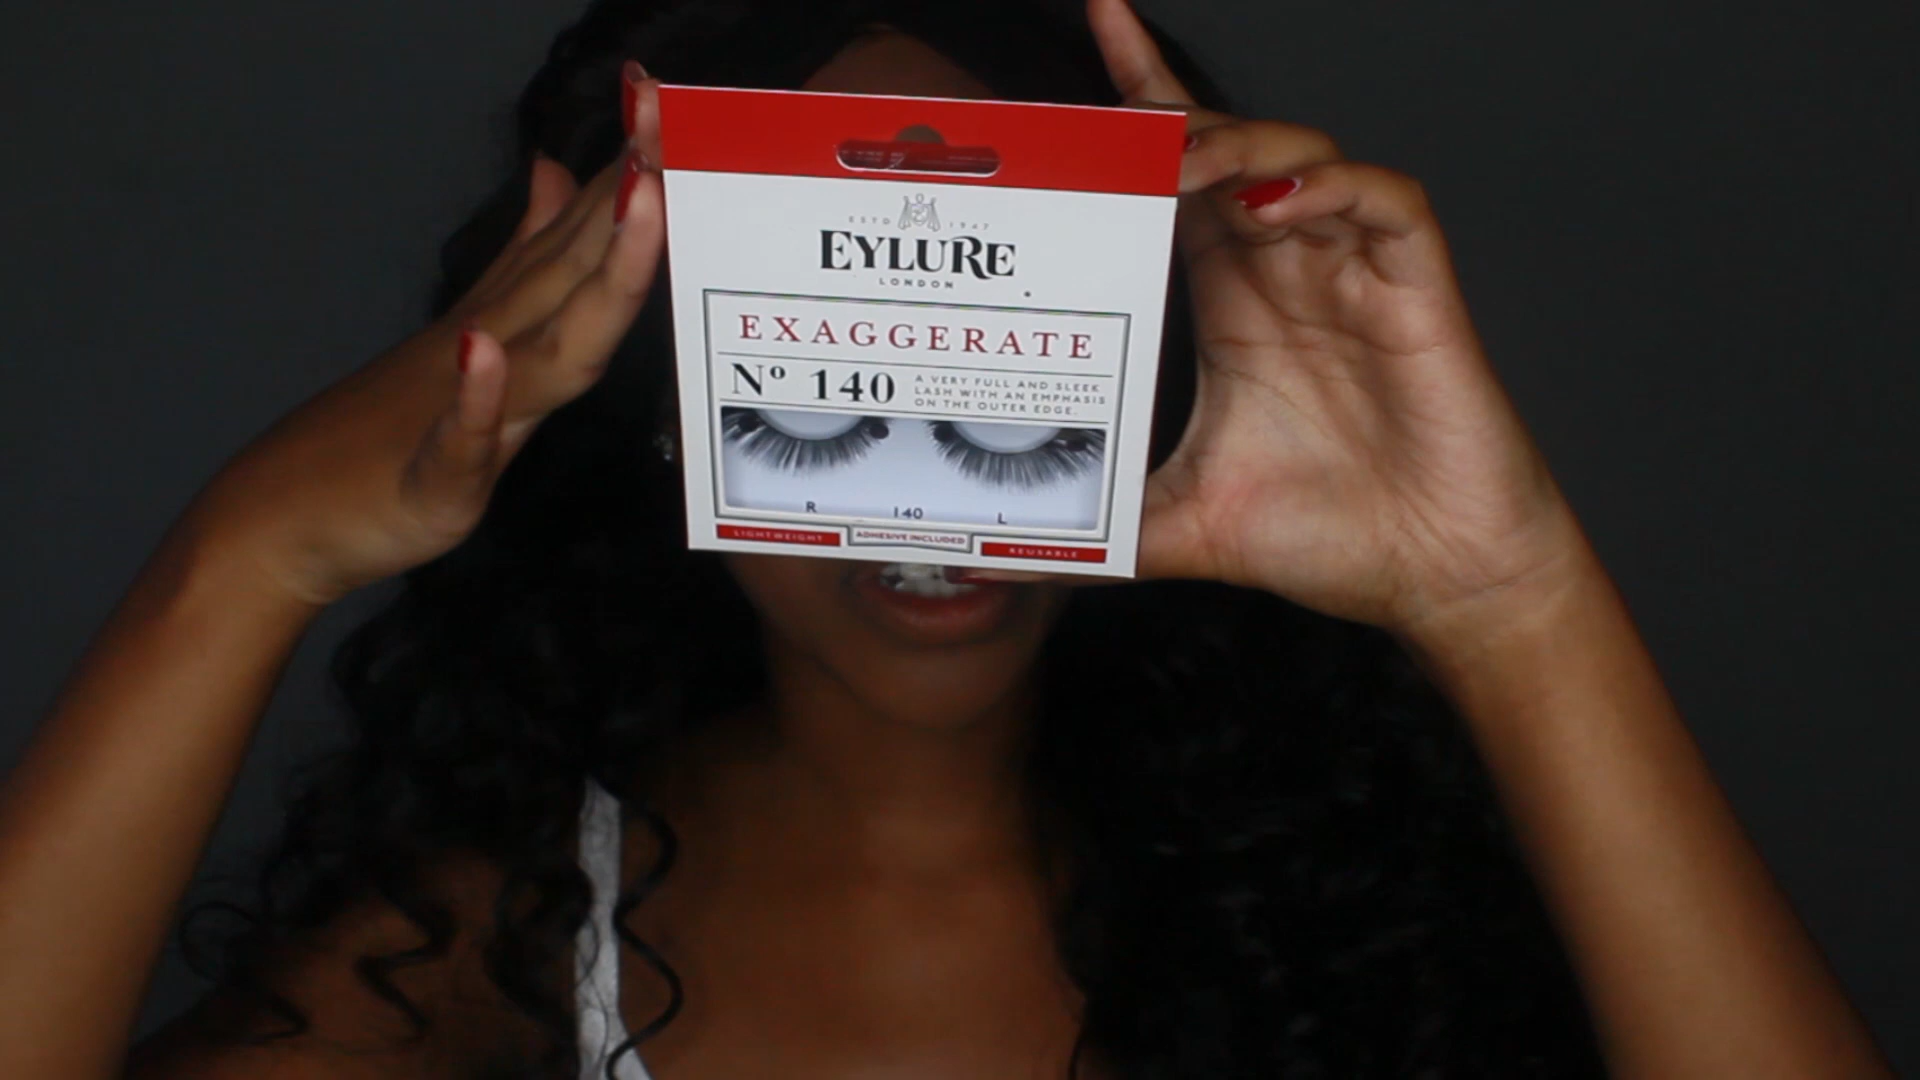 ESTD 1947
EYLURE
LONDON
EXAGGERATE
Nº 140
A VERY FULL AND SLEEK
LASH WITH AN EMPHASIS
ON THE OUTER EDGE.
R 140 L
LIGHTWEIGHT
ADHESIVE INCLUDED
REUSABLE